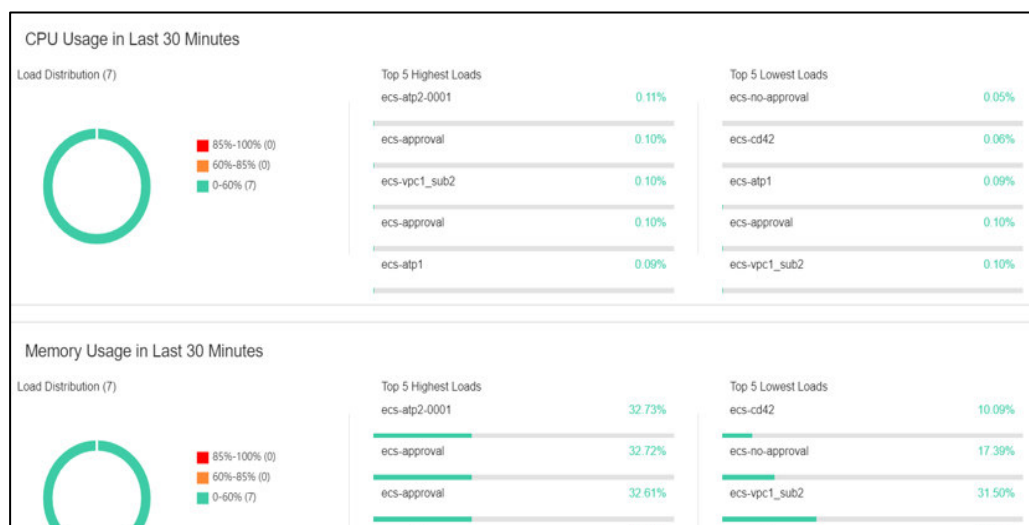 CPU Usage in Last 30 Minutes
Load Distribution (7)
85%-100% (0)
60%-85% (0)
0-60% (7)
Top 5 Highest Loads
ecs-atp2-0001 0.11%
ecs-approval 0.10%
ecs-vpc1_sub2 0.10%
ecs-approval 0.10%
ecs-atp1 0.09%
Top 5 Lowest Loads
ecs-no-approval 0.05%
ecs-cd42 0.06%
ecs-atp1 0.09%
ecs-approval 0.10%
ecs-vpc1_sub2 0.10%
Memory Usage in Last 30 Minutes
Load Distribution (7)
85%-100% (0)
60%-85% (0)
0-60% (7)
Top 5 Highest Loads
ecs-atp2-0001 32.73%
ecs-approval 32.72%
ecs-approval 32.61%
Top 5 Lowest Loads
ecs-cd42 10.09%
ecs-no-approval 17.39%
ecs-vpc1_sub2 31.50%